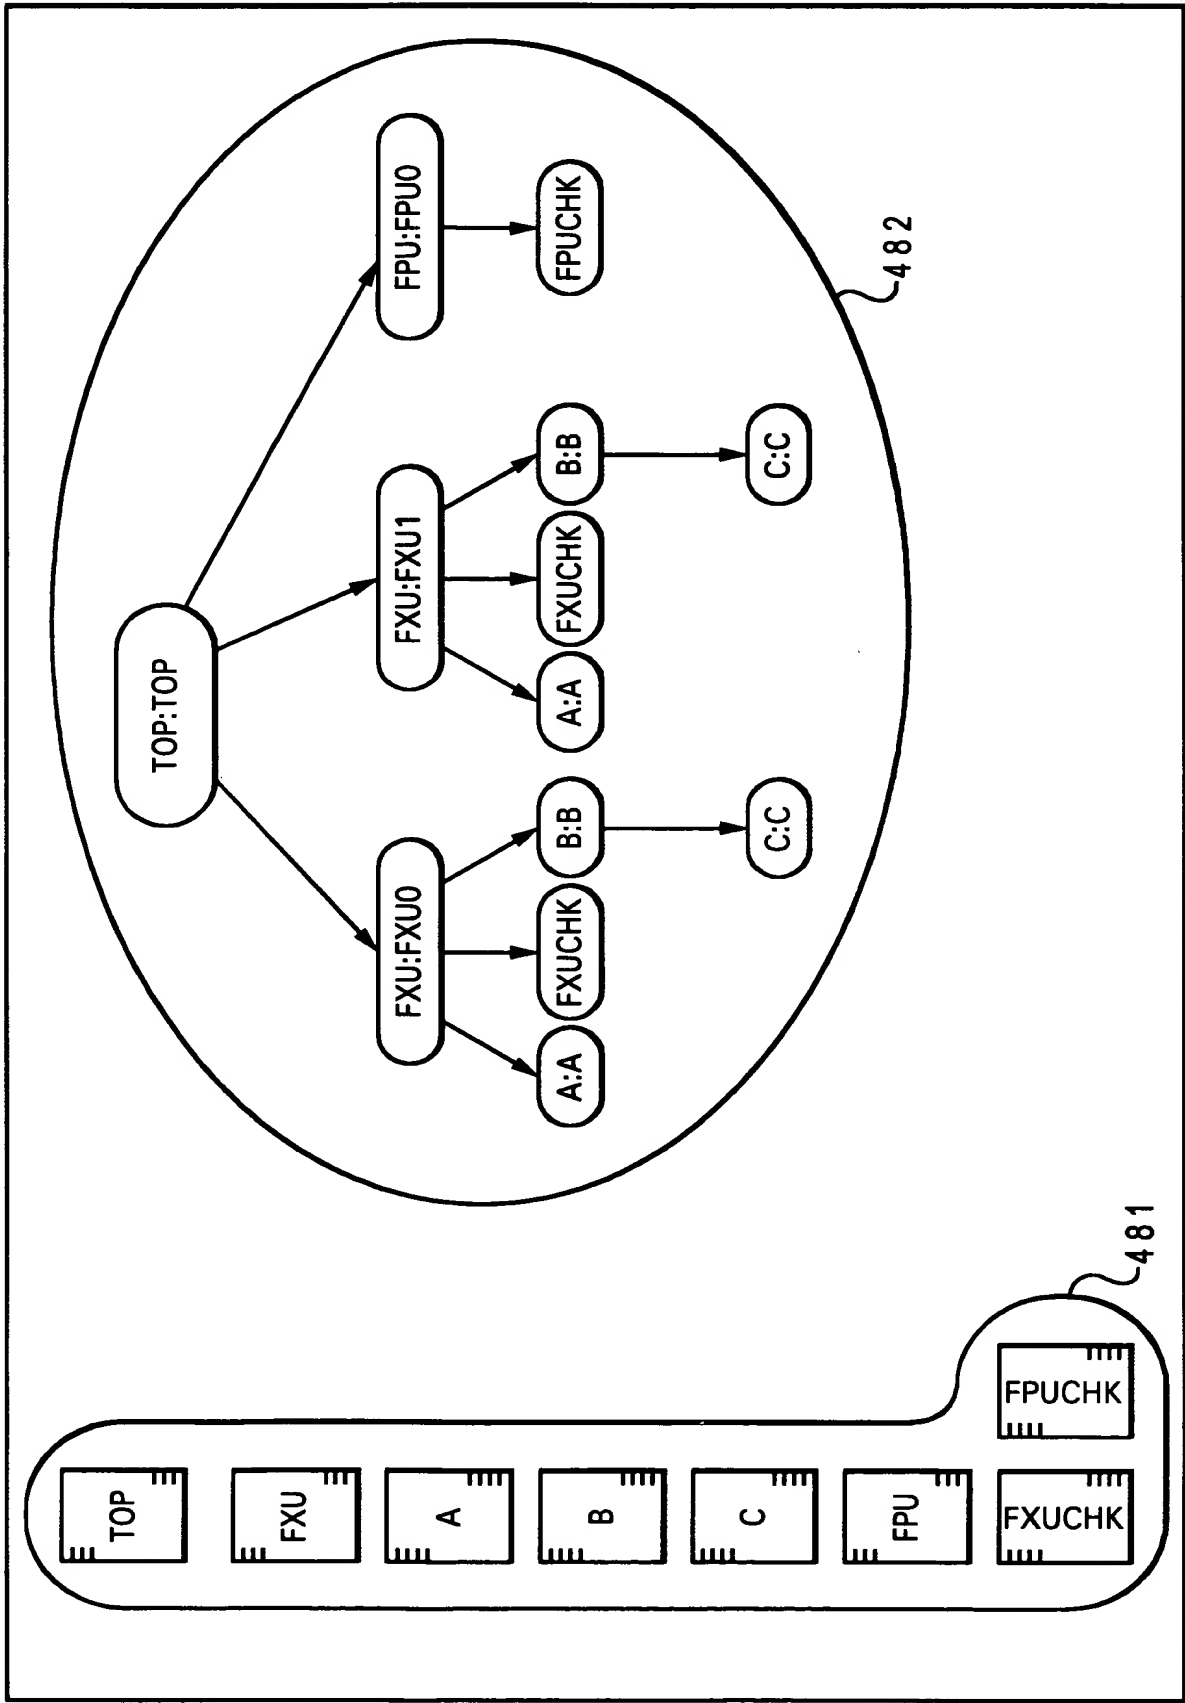 TOP
FXU
A
B
C
FPU
FXUCHK
FPUCHK
481
TOP:TOP
FXU:FXU0
FXU:FXU1
FPU:FPU0
A:A
FXUCHK
B:B
A:A
FXUCHK
B:B
FPUCHK
C:C
C:C
482